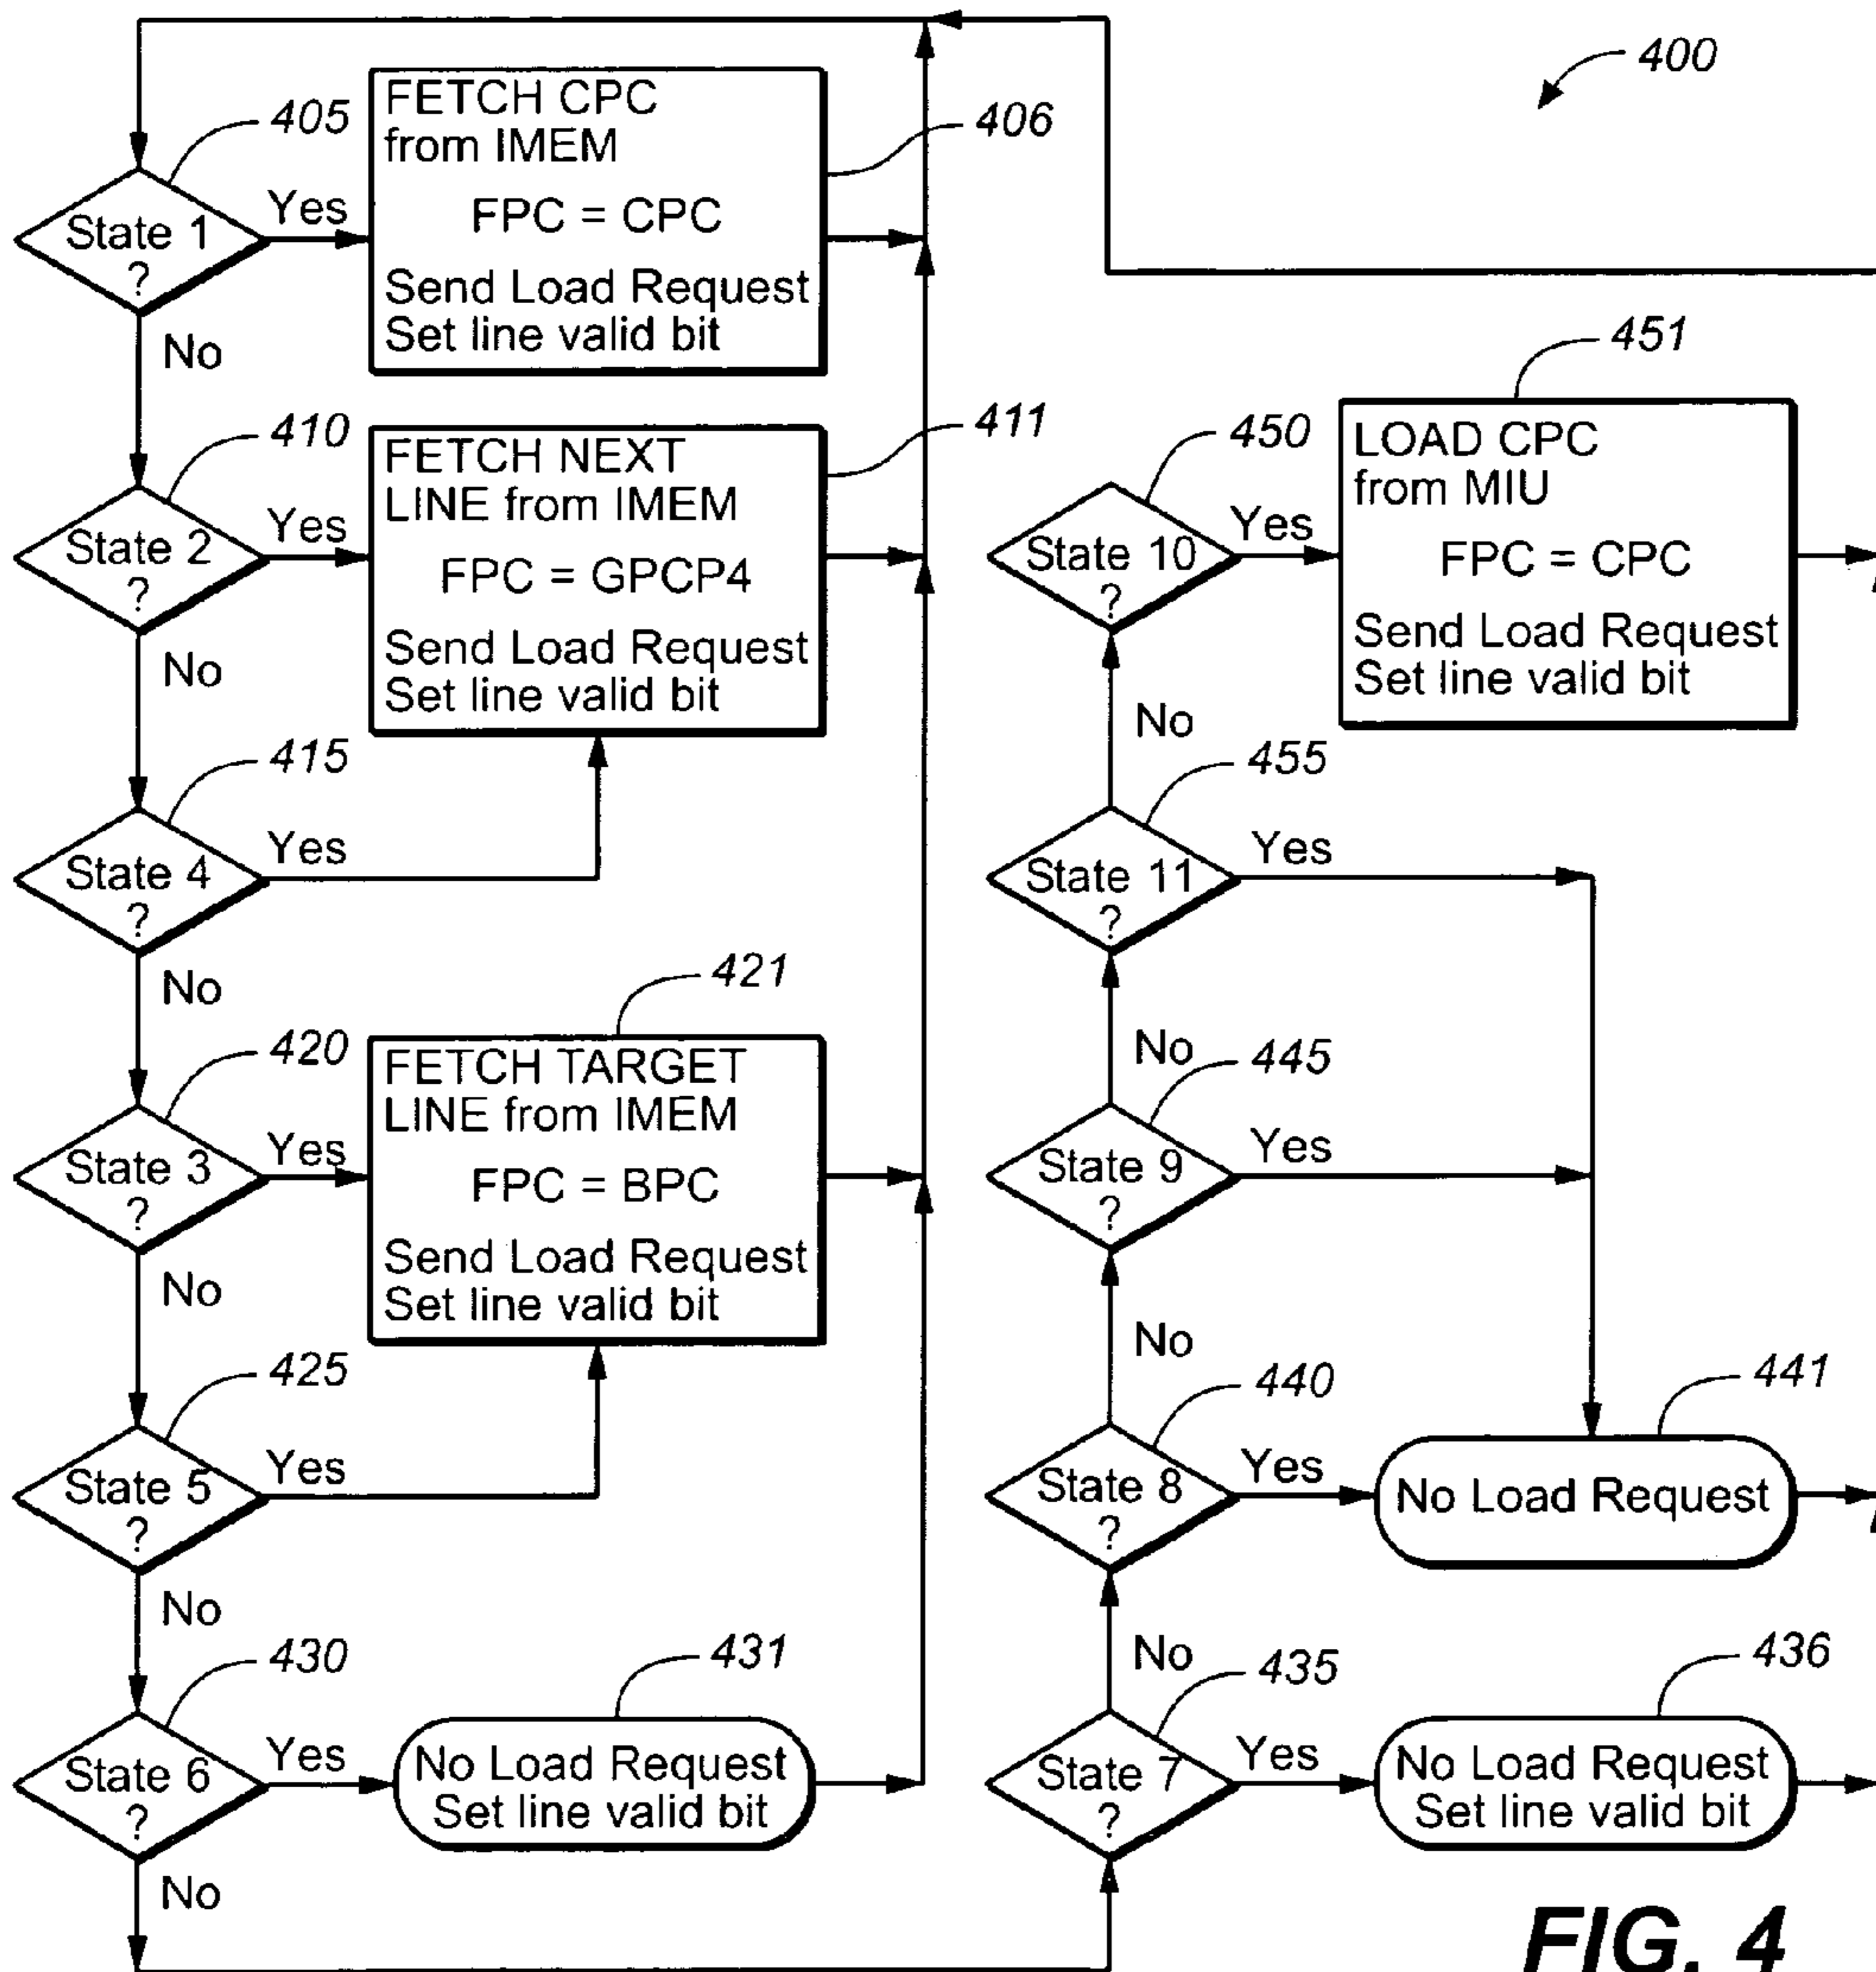 400
405
FETCH CPC
from IMEM
FPC = CPC
Send Load Request
Set line valid bit
406
State 1
?
Yes
No
410
FETCH NEXT
LINE from IMEM
FPC = GPCP4
Send Load Request
Set line valid bit
411
State 2
?
Yes
No
415
State 4
?
Yes
No
420
421
FETCH TARGET
LINE from IMEM
FPC = BPC
Send Load Request
Set line valid bit
State 3
?
Yes
No
425
State 5
?
Yes
No
430
431
State 6
?
Yes
No Load Request
Set line valid bit
No
451
450
LOAD CPC
from MIU
FPC = CPC
Send Load Request
Set line valid bit
State 10
?
Yes
No
455
State 11
?
Yes
No
445
State 9
?
Yes
No
440
441
State 8
?
Yes
No Load Request
No
435
436
State 7
?
Yes
No Load Request
Set line valid bit
FIG. 4